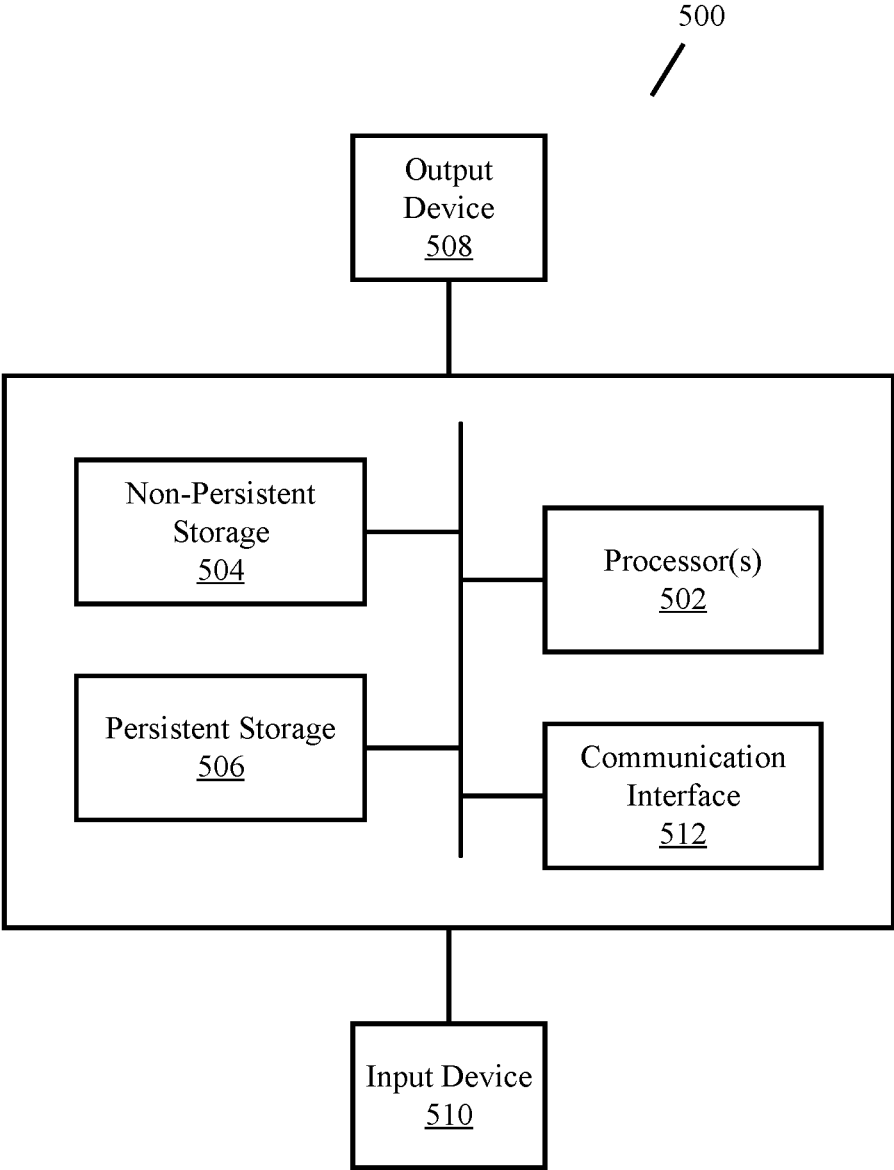 500
Output
Device
508
Non-Persistent
Storage
504
Processor(s)
502
Persistent Storage
506
Communication
Interface
512
Input Device
510